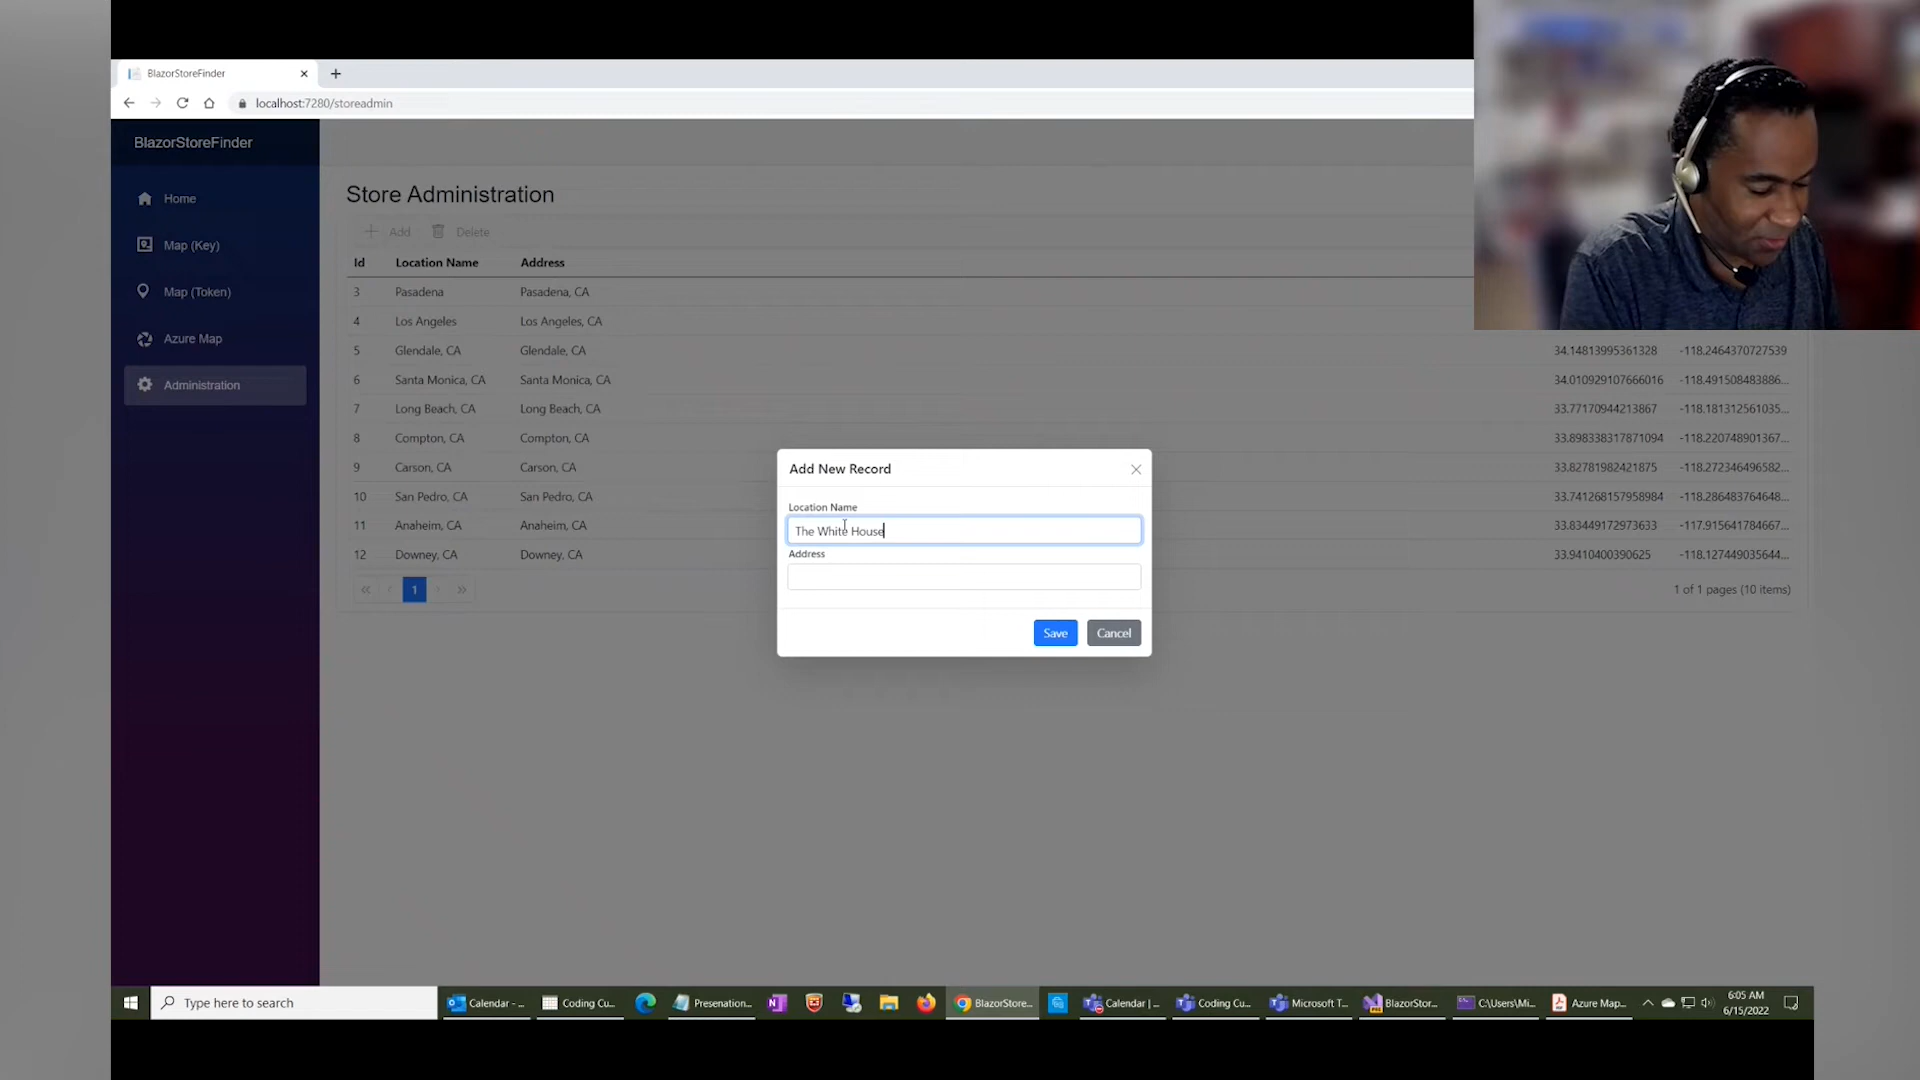 BlazorStoreFinder
localhost:7280/storeadmin
BlazorStoreFinder
Home
Map (Key)
Map (Token)
Azure Map
Administration
Store Administration
Add Delete
Id Location Name Address
3 Pasadena Pasadena, CA
4 Los Angeles Los Angeles, CA
5 Glendale, CA Glendale, CA 34.14813995361328 -118.2464370727539
6 Santa Monica, CA Santa Monica, CA 34.010929107666016 -118.491508483886...
7 Long Beach, CA Long Beach, CA 33.77170944213867 -118.181312561035...
8 Compton, CA Compton, CA 33.898338317871094 -118.220748901367...
9 Carson, CA Carson, CA 33.82781982421875 -118.272346496582...
10 San Pedro, CA San Pedro, CA 33.741268157958984 -118.286483764648...
11 Anaheim, CA Anaheim, CA 33.83449172973633 -117.915641784667...
12 Downey, CA Downey, CA 33.9410400390625 -118.127449035644...
1 1 of 1 pages (10 items)
Add New Record
Location Name
The White House
Address
Save Cancel
Type here to search Calendar - ... Coding Cu... Presenation... BlazorStore... Calendar | ... Coding Cu... Microsoft T... BlazorStor... C:\Users\Mi... Azure Map... 6:05 AM
6/15/2022